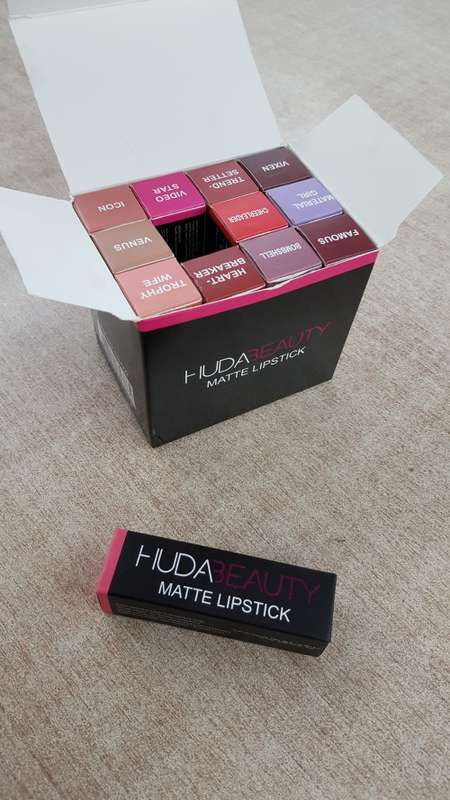 ICON
VIDEO
STAR
TREND-
SETTER
VIXEN
VENUS
CHEERLEADER
MATERIAL
GIRL
TROPHY
WIFE
HEART-
BREAKER
BOMBSHELL
FAMOUS
HUDABEAUTY
MATTE LIPSTICK
HUDABEAUTY
MATTE LIPSTICK